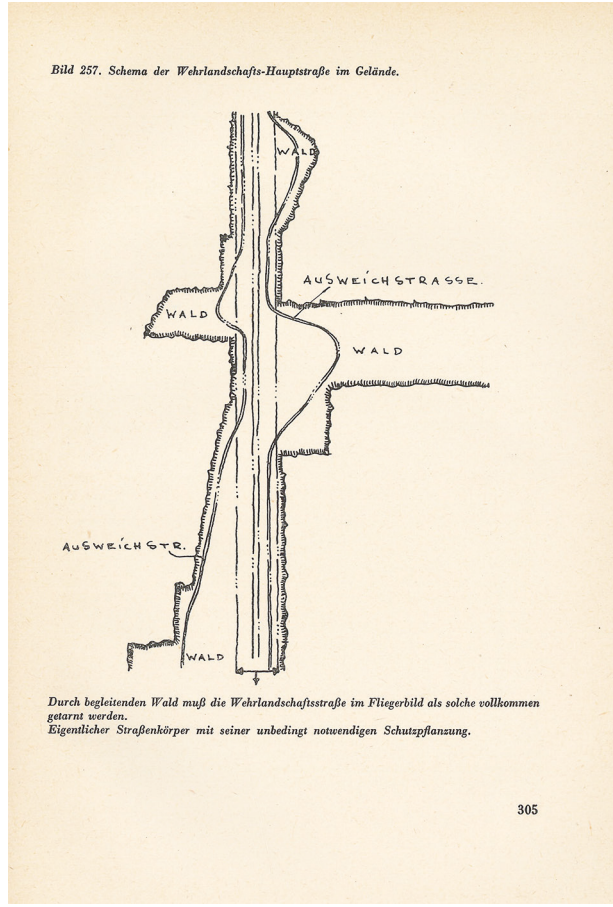 Bild 257. Schema der Wehrlandschafts-Hauptstraße im Gelände.
WALD
AUSWEICHSTRASSE.
WALD
WALD
AUSWEICHSTR.
WALD
Durch begleitenden Wald muß die Wehrlandschaftsstraße im Fliegerbild als solche vollkommen
getarnt werden.
Eigentlicher Straßenkörper mit seiner unbedingt notwendigen Schutzpflanzung.
305